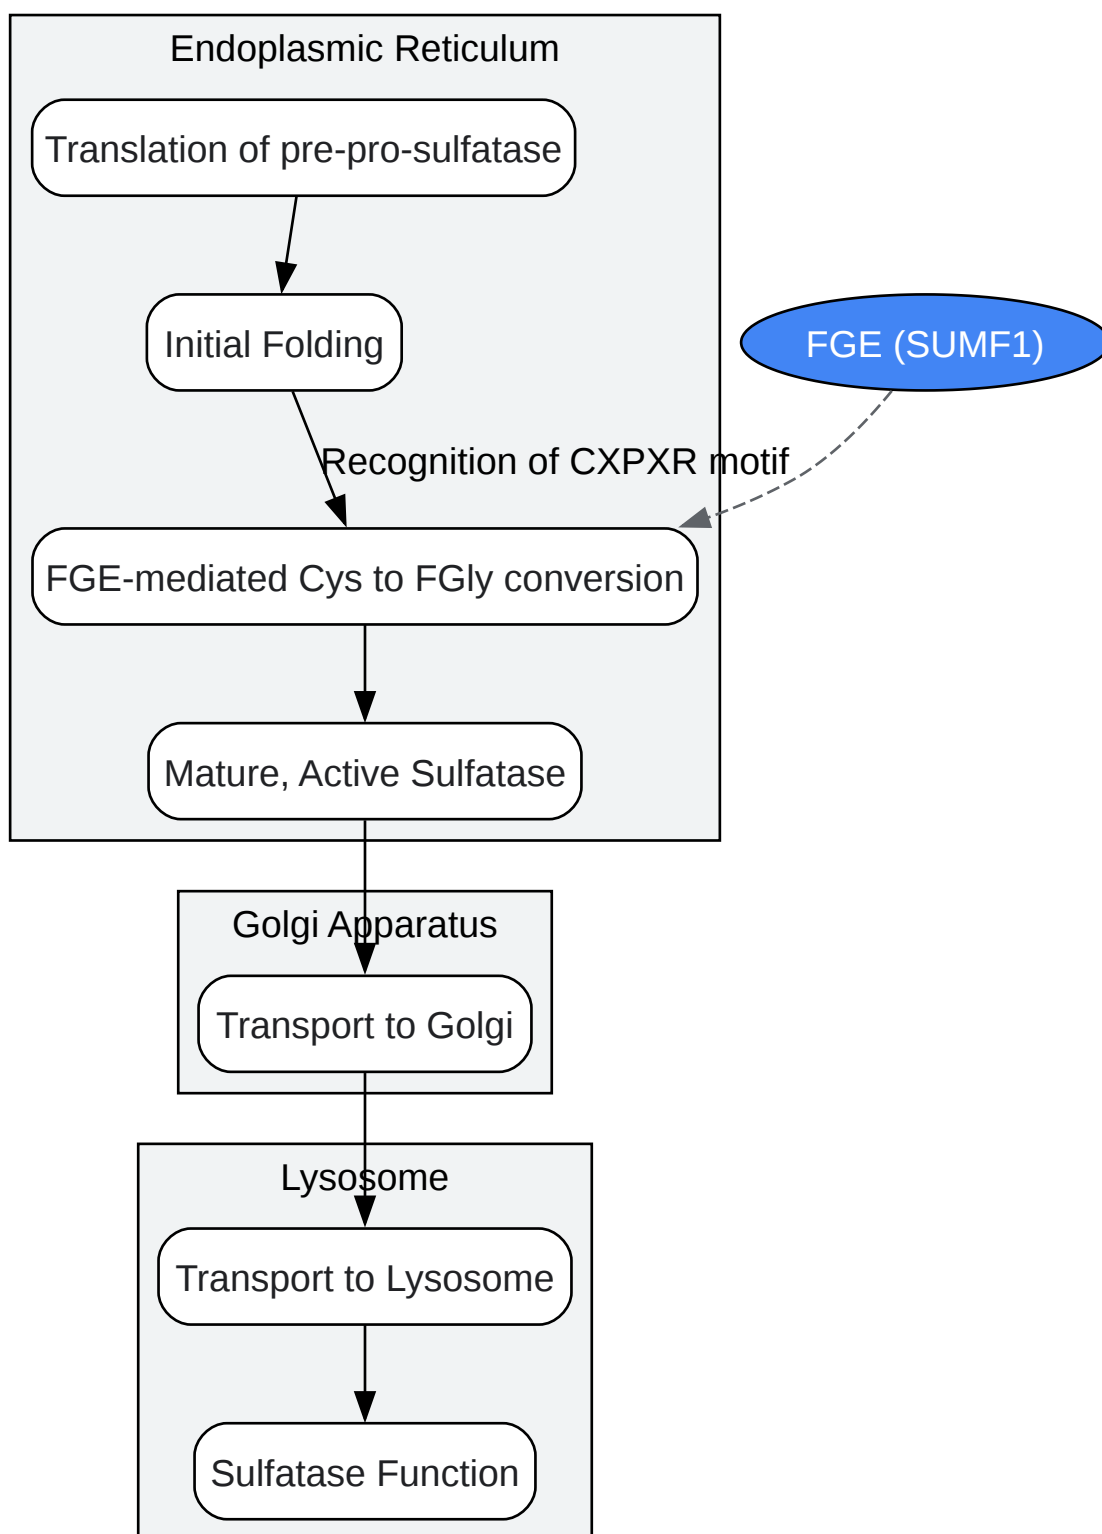 Endoplasmic Reticulum
Translation of pre-pro-sulfatase
Initial Folding
FGE (SUMF1)
Recognition of CXPXR motif
FGE-mediated Cys to FGly conversion
Mature, Active Sulfatase
Golgi Apparatus
Transport to Golgi
Lysosome
Transport to Lysosome
Sulfatase Function